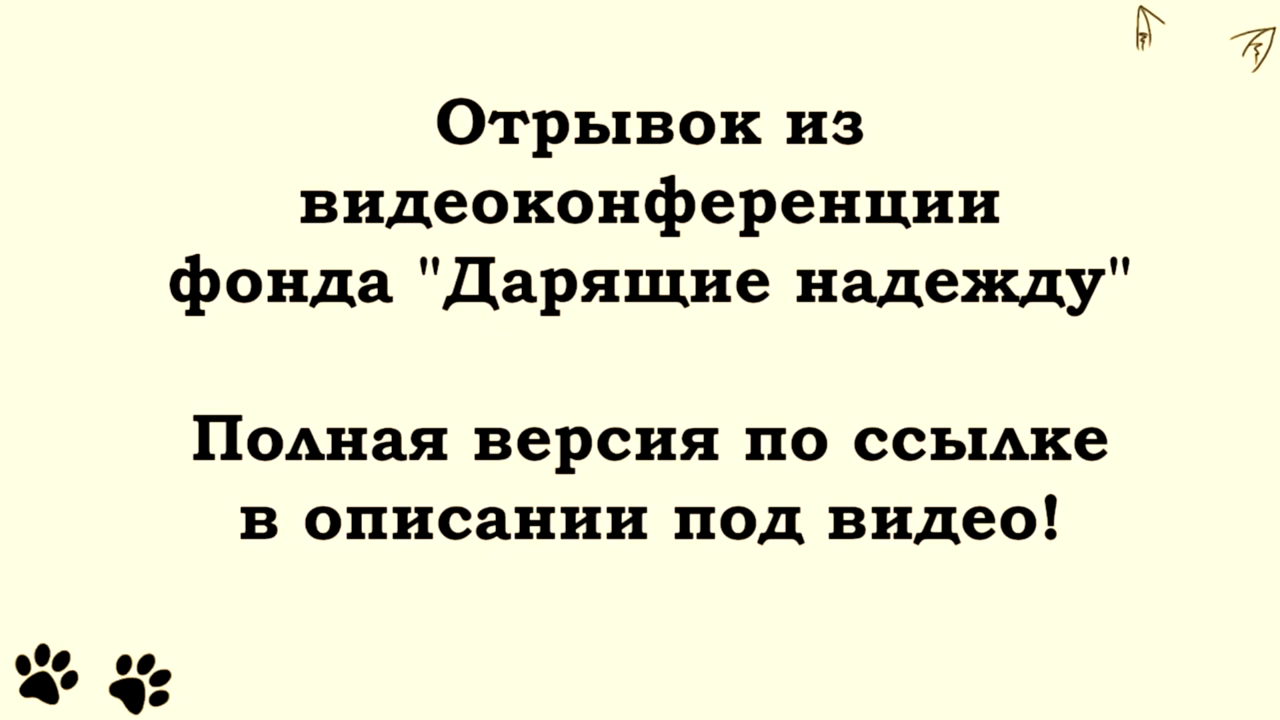 Отрывок из
видеоконференции
фонда "Дарящие надежду"
Полная версия по ссылке
в описании под видео!